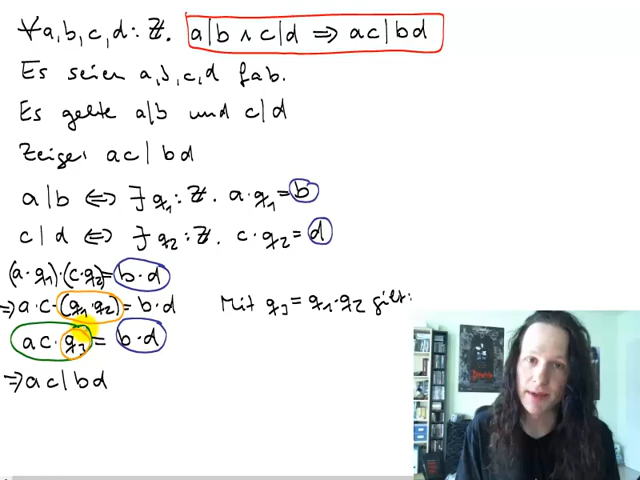 ∀a,b,c,d:ℤ. a|b ∧ c|d ⟹ ac|bd
Es seien a,b,c,d fab.
Es gelte a|b und c|d
Zeige: ac|bd
a|b ⟺ ∃q₁:ℤ. a·q₁=b
c|d ⟺ ∃q₂:ℤ. c·q₂=d
(a·q₁)·(c·q₂)=b·d
⟹a·c·(q₁·q₂)=b·d Mit q₃=q₁·q₂ gilt:
ac·q₃=b·d
⟹ac|bd